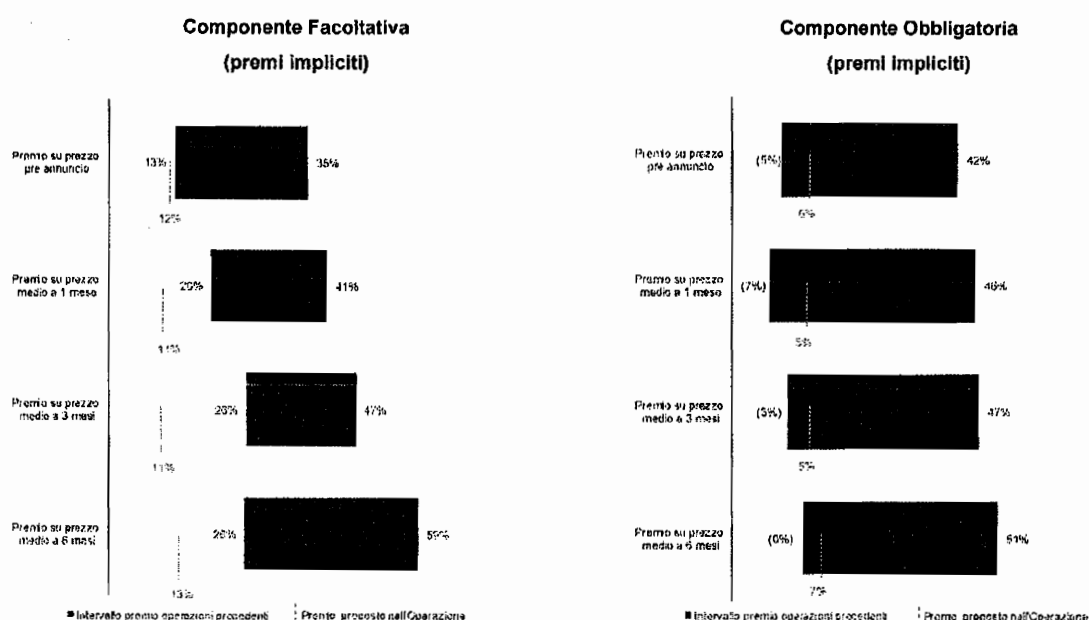 Componente Facoltativa
(premi impliciti)
Premio su prezzo
pre annuncio
13%
35%
12%
Premio su prezzo
medio a 1 mese
41%
11%
Premio su prezzo
medio a 3 mesi
47%
11%
Premio su prezzo
medio a 6 mesi
59%
13%
Intervallo premio operazioni precedenti
Premio proposto nell'Operazione
Componente Obbligatoria
(premi impliciti)
Premio su prezzo
pre annuncio
(5%)
42%
6%
Premio su prezzo
medio a 1 mese
(7%)
46%
5%
Premio su prezzo
medio a 3 mesi
47%
5%
Premio su prezzo
medio a 6 mesi
(0%)
51%
7%
Intervallo premio operazioni precedenti
Premio proposto nell'Operazione